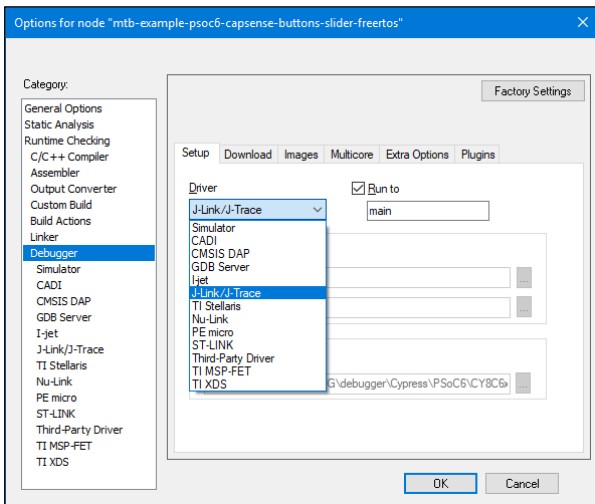 Options for node "mtb-example-psoc6-capsense-buttons-slider-freertos"
Category:
General Options
Static Analysis
Runtime Checking
C/C++ Compiler
Assembler
Output Converter
Custom Build
Build Actions
Linker
Debugger
Simulator
CADI
CMSIS DAP
GDB Server
I-jet
J-Link/J-Trace
TI Stellaris
Nu-Link
PE micro
ST-LINK
Third-Party Driver
TI MSP-FET
TI XDS
Factory Settings
Setup Download Images Multicore Extra Options Plugins
Driver
Run to
J-Link/J-Trace
main
Simulator
CADI
CMSIS DAP
GDB Server
I-jet
J-Link/J-Trace
TI Stellaris
Nu-Link
PE micro
ST-LINK
Third-Party Driver
TI MSP-FET
TI XDS
...
...
G\debugger\Cypress\PSoC6\CY8C6
...
OK Cancel